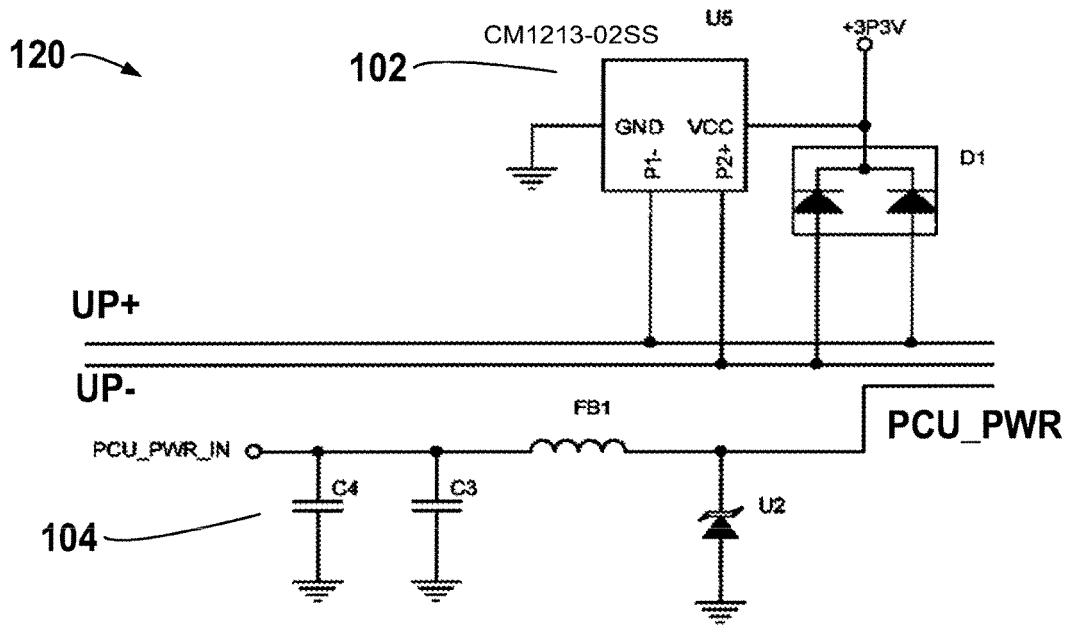 U5
CM1213-02SS
+3P3V
120
102
GND VCC
P1- P2+
D1
UP+
UP-
FB1
PCU_PWR
PCU_PWR_IN
C4 C3
U2
104